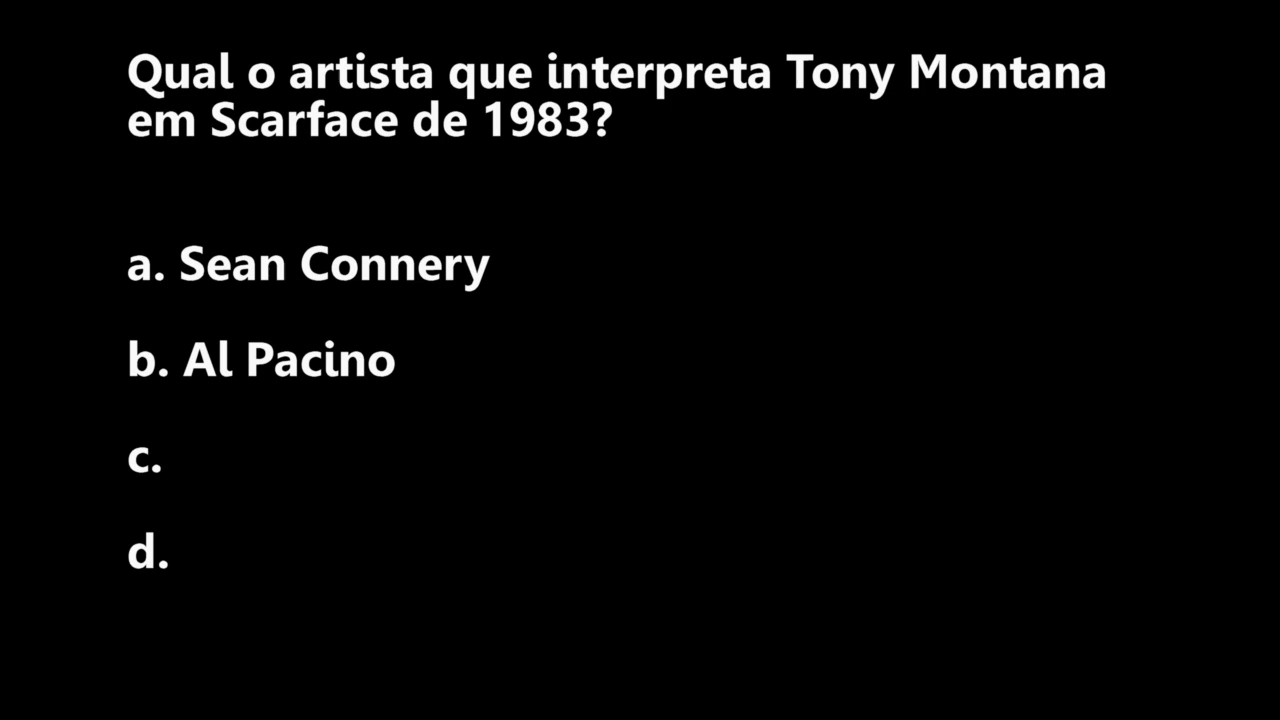 Qual o artista que interpreta Tony Montana
em Scarface de 1983?
a. Sean Connery
b. Al Pacino
c.
d.